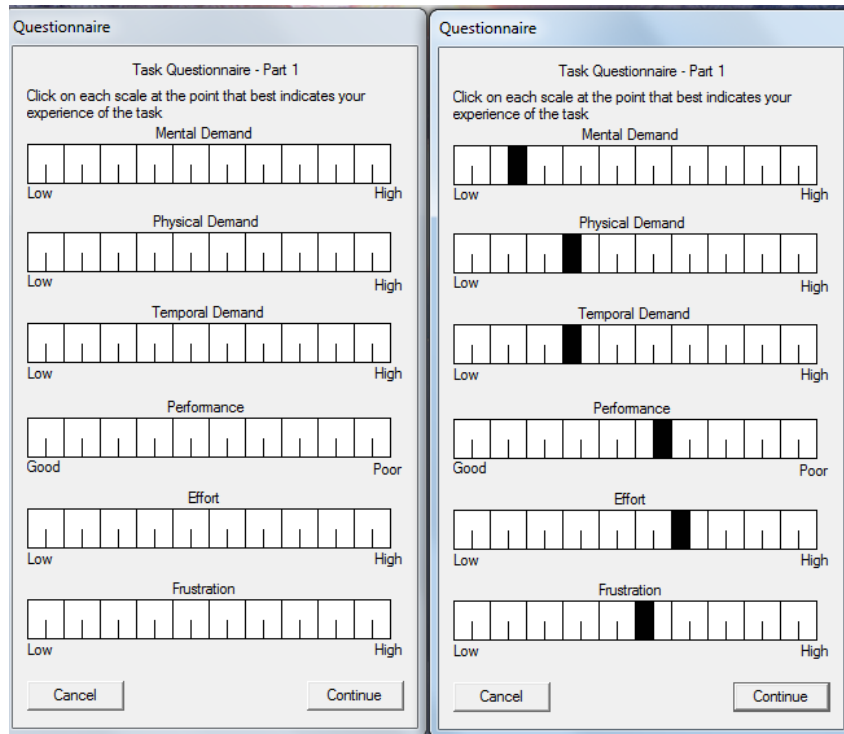 Questionnaire
Task Questionnaire - Part 1
Click on each scale at the point that best indicates your
experience of the task
Mental Demand
Low High
Physical Demand
Low High
Temporal Demand
Low High
Performance
Good Poor
Effort
Low High
Frustration
Low High
Cancel Continue
Questionnaire
Task Questionnaire - Part 1
Click on each scale at the point that best indicates your
experience of the task
Mental Demand
Low High
Physical Demand
Low High
Temporal Demand
Low High
Performance
Good Poor
Effort
Low High
Frustration
Low High
Cancel Continue